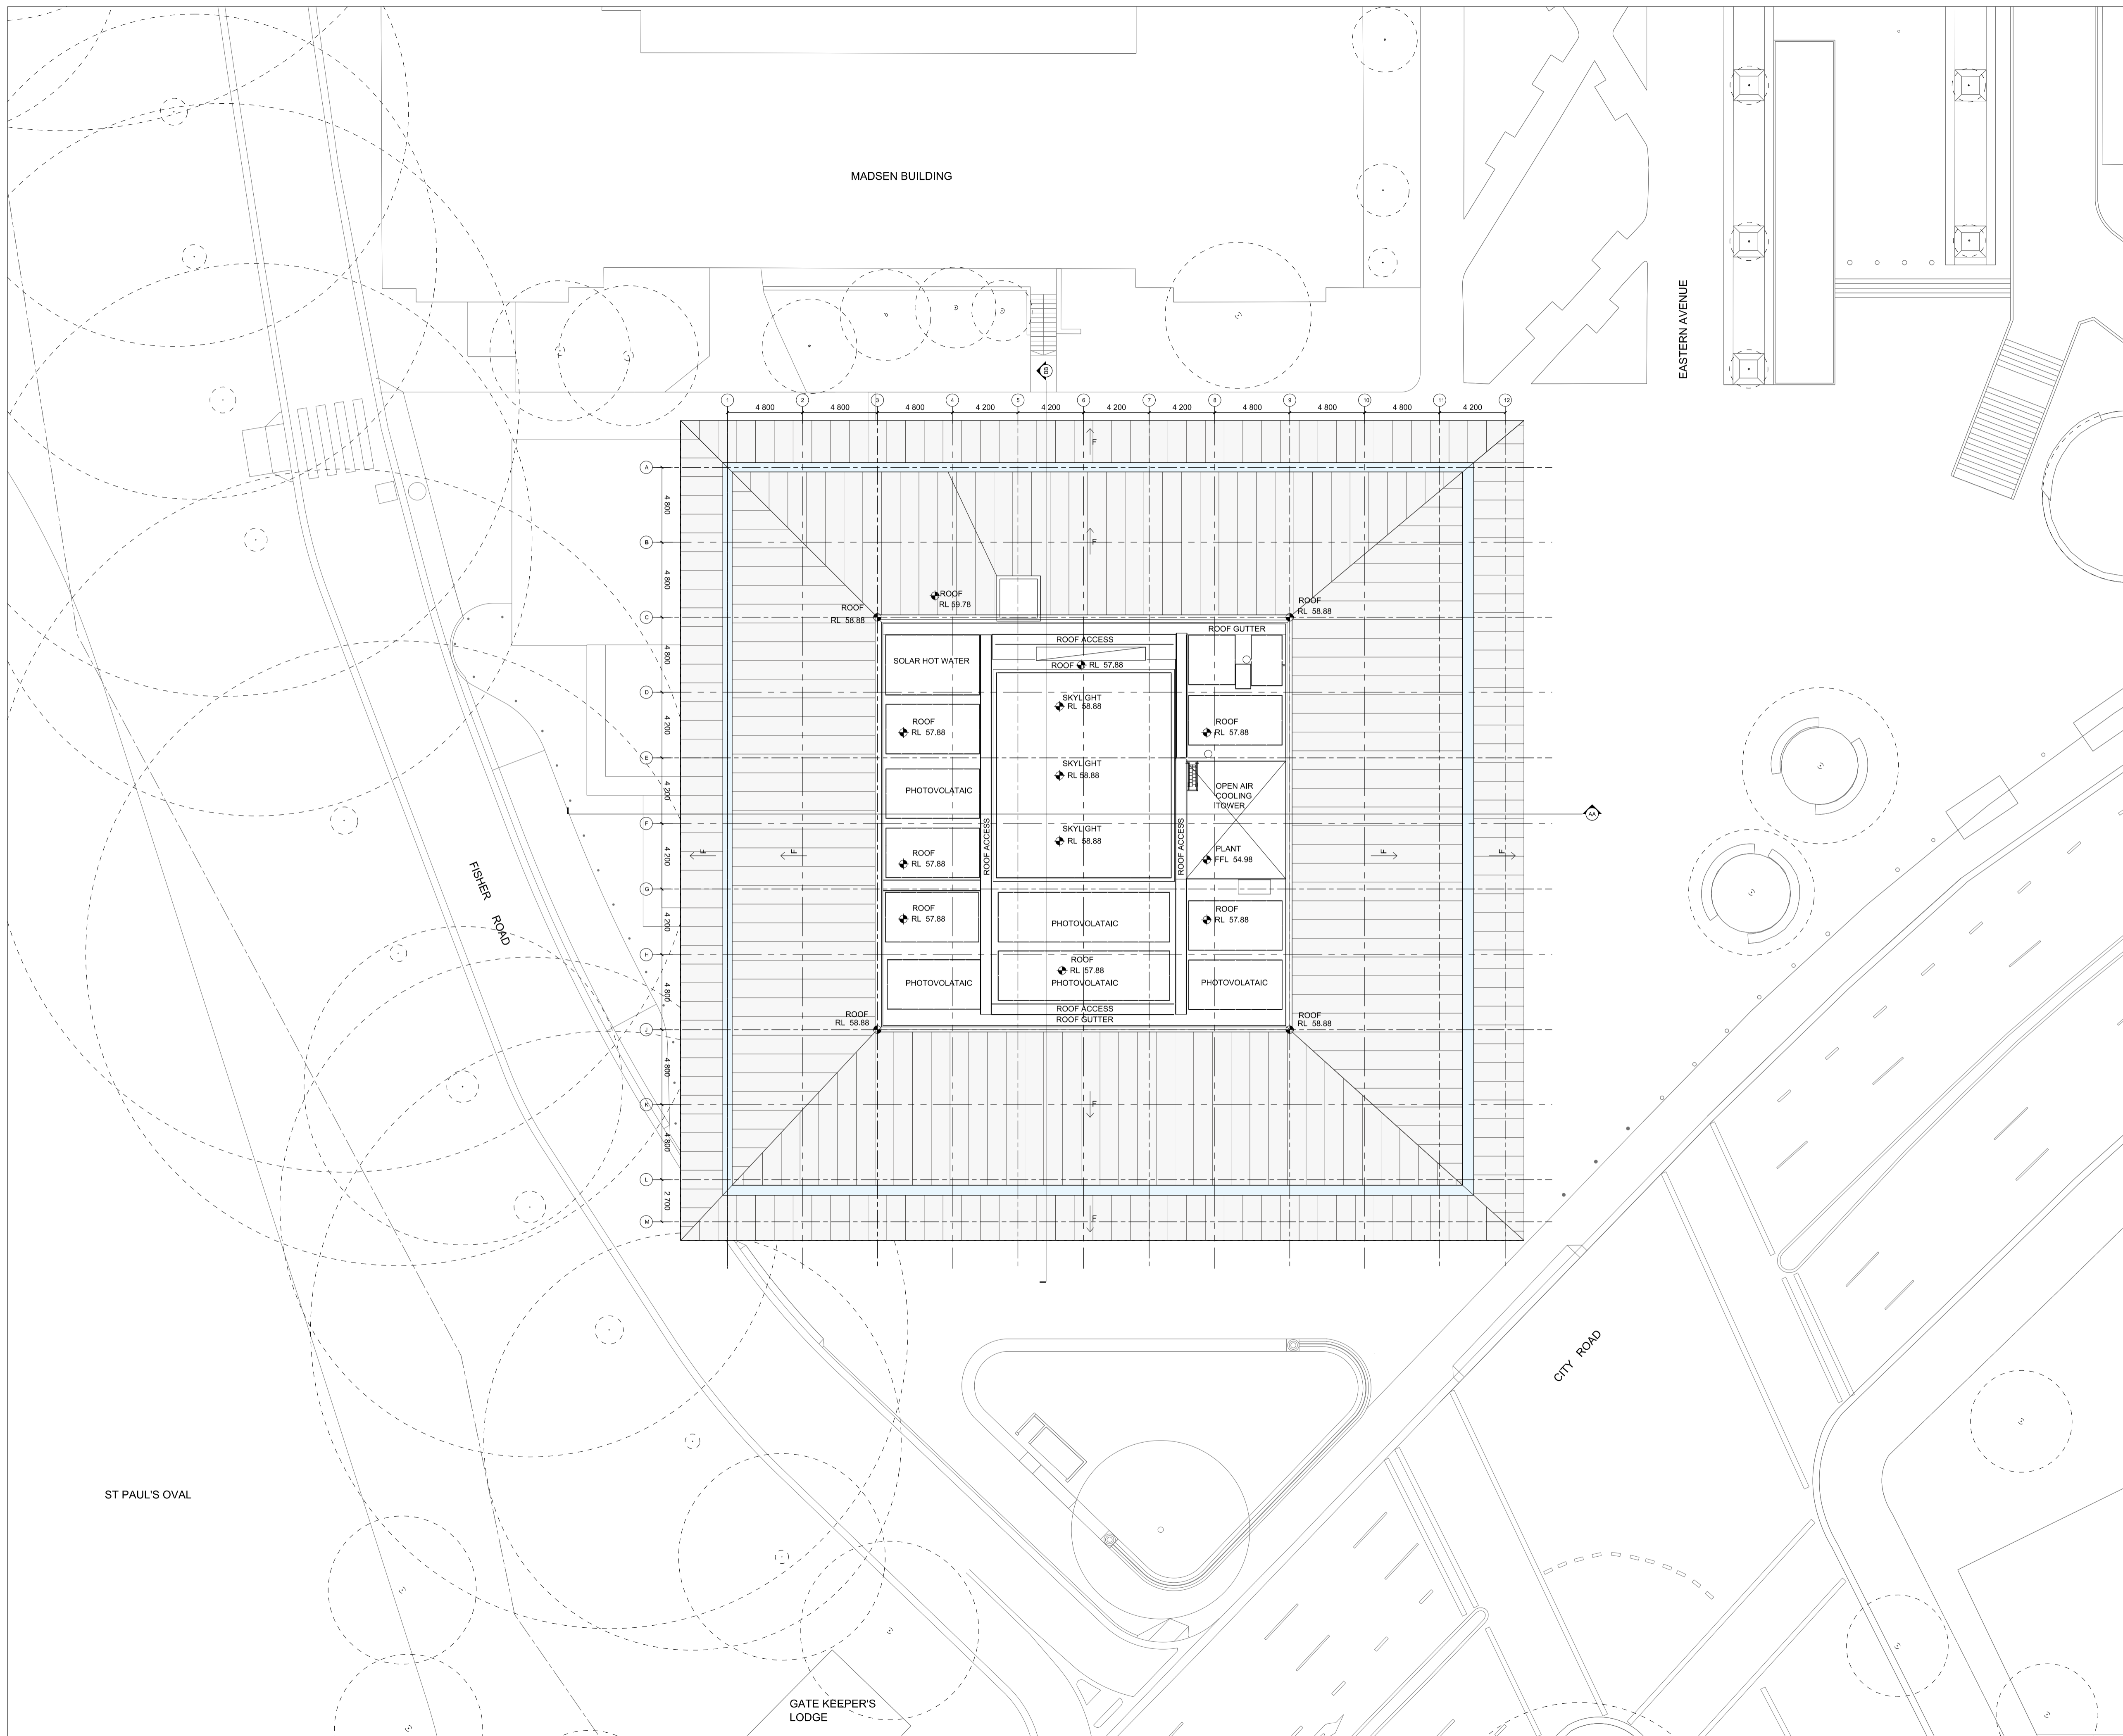 MADSEN BUILDING
EASTERN AVENUE
BB
1 2 3 4 5 6 7 8 9 10 11 12
4 800 4 800 4 800 4 200 4 200 4 200 4 200 4 800 4 800 4 800 4 200
F
A
4 800
B
F
4 800
C
ROOF
RL 59.78
ROOF
RL 58.88
ROOF
RL 58.88
ROOF GUTTER
ROOF ACCESS
4 800
SOLAR HOT WATER
ROOF RL 57.88
D
SKYLIGHT
RL 58.88
4 200
ROOF
RL 57.88
ROOF
RL 57.88
E
SKYLIGHT
RL 58.88
4 200
PHOTOVOLATAIC
OPEN AIR
COOLING
TOWER
AA
F
SKYLIGHT
RL 58.88
ROOF ACCESS
ROOF ACCESS
4 200
F
F
ROOF
RL 57.88
PLANT
FFL 54.98
F
F
G
4 200
ROOF
RL 57.88
PHOTOVOLATAIC
ROOF
RL 57.88
H
ROOF
RL 57.88
4 800
PHOTOVOLATAIC
PHOTOVOLATAIC
PHOTOVOLATAIC
ROOF ACCESS
ROOF GUTTER
ROOF
RL 58.88
ROOF
RL 58.88
J
4 800
K
F
4 800
L
2 700
M
F
FISHER ROAD
CITY ROAD
ST PAUL'S OVAL
GATE KEEPER'S
LODGE